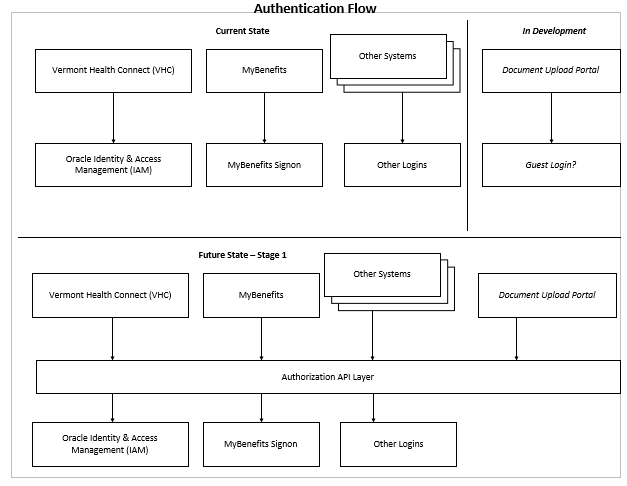 Authentication Flow
Current State
In Development
Vermont Health Connect (VHC)
MyBenefits
Other Systems
Document Upload Portal
Oracle Identity & Access
Management (IAM)
MyBenefits Signon
Other Logins
Guest Login?
Future State – Stage 1
Vermont Health Connect (VHC)
MyBenefits
Other Systems
Document Upload Portal
Authorization API Layer
Oracle Identity & Access
Management (IAM)
MyBenefits Signon
Other Logins